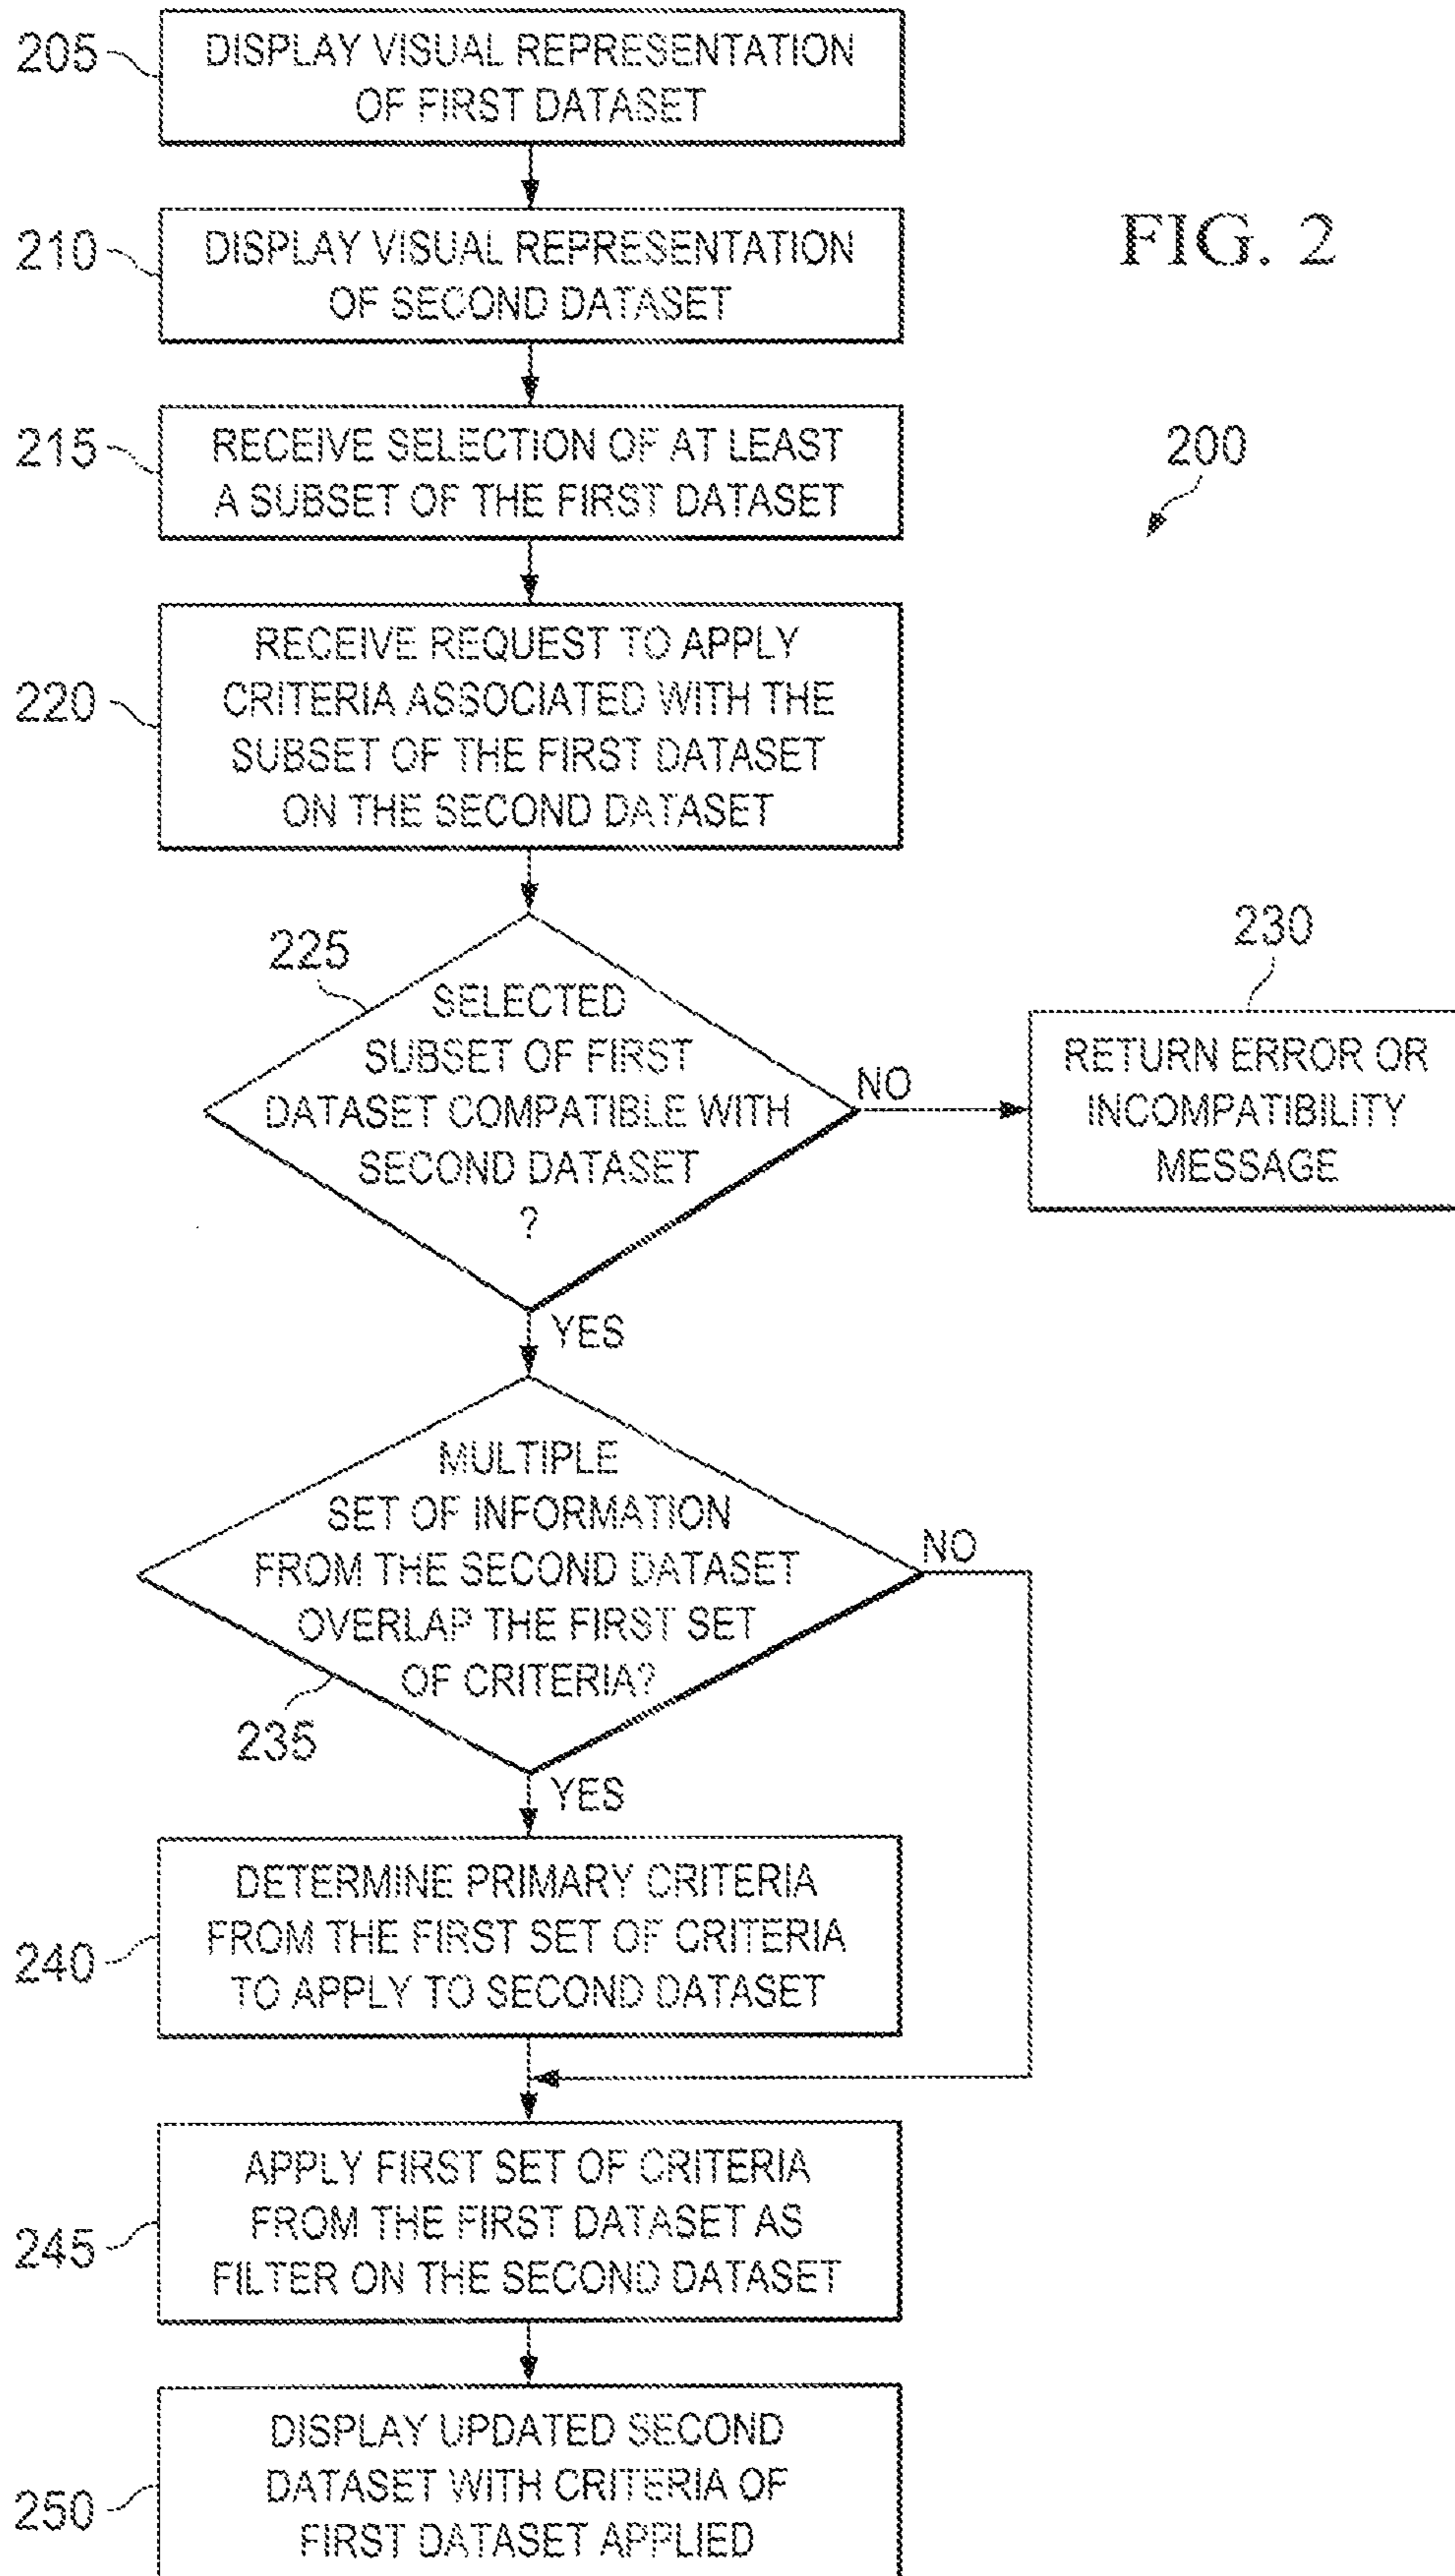 205
DISPLAY VISUAL REPRESENTATION
OF FIRST DATASET
210
DISPLAY VISUAL REPRESENTATION
OF SECOND DATASET
FIG. 2
215
RECEIVE SELECTION OF AT LEAST
A SUBSET OF THE FIRST DATASET
200
220
RECEIVE REQUEST TO APPLY
CRITERIA ASSOCIATED WITH THE
SUBSET OF THE FIRST DATASET
ON THE SECOND DATASET
225
SELECTED
SUBSET OF FIRST
DATASET COMPATIBLE WITH
SECOND DATASET
?
NO
230
RETURN ERROR OR
INCOMPATIBILITY
MESSAGE
YES
MULTIPLE
SET OF INFORMATION
FROM THE SECOND DATASET
OVERLAP THE FIRST SET
OF CRITERIA?
NO
235
YES
240
DETERMINE PRIMARY CRITERIA
FROM THE FIRST SET OF CRITERIA
TO APPLY TO SECOND DATASET
245
APPLY FIRST SET OF CRITERIA
FROM THE FIRST DATASET AS
FILTER ON THE SECOND DATASET
250
DISPLAY UPDATED SECOND
DATASET WITH CRITERIA OF
FIRST DATASET APPLIED